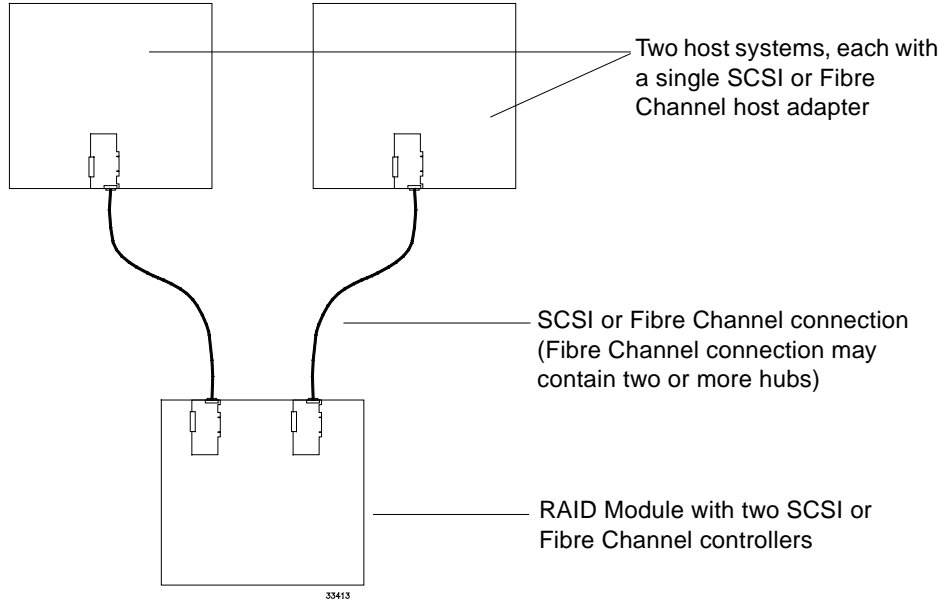 Two host systems, each with
a single SCSI or Fibre
Channel host adapter
SCSI or Fibre Channel connection
(Fibre Channel connection may
contain two or more hubs)
RAID Module with two SCSI or
Fibre Channel controllers
33413